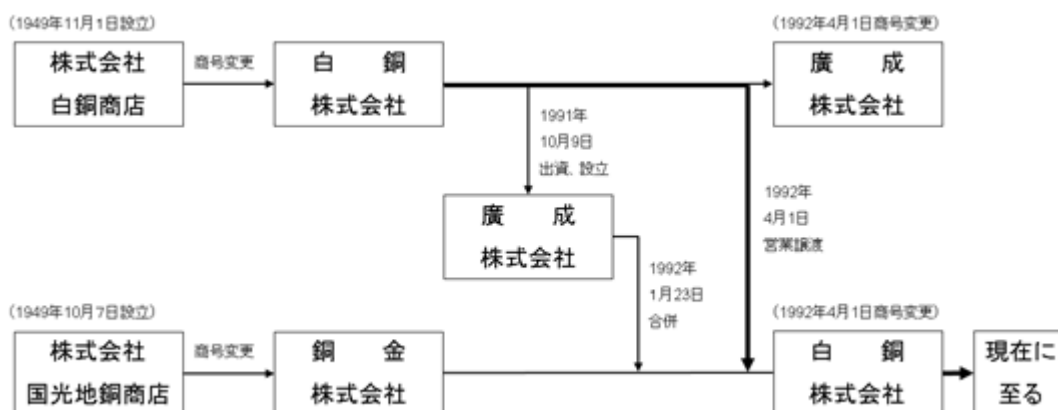 (1949年11月1日設立)
株式会社
白銅商店
商号変更
白　銅
株式会社
(1992年4月1日商号変更)
廣　成
株式会社
1991年
10月9日
出資、設立
廣　成
株式会社
1992年
4月1日
営業譲渡
1992年
1月23日
合併
(1949年10月7日設立)
株式会社
国光地銅商店
商号変更
銅　金
株式会社
(1992年4月1日商号変更)
白　銅
株式会社
現在に
至る